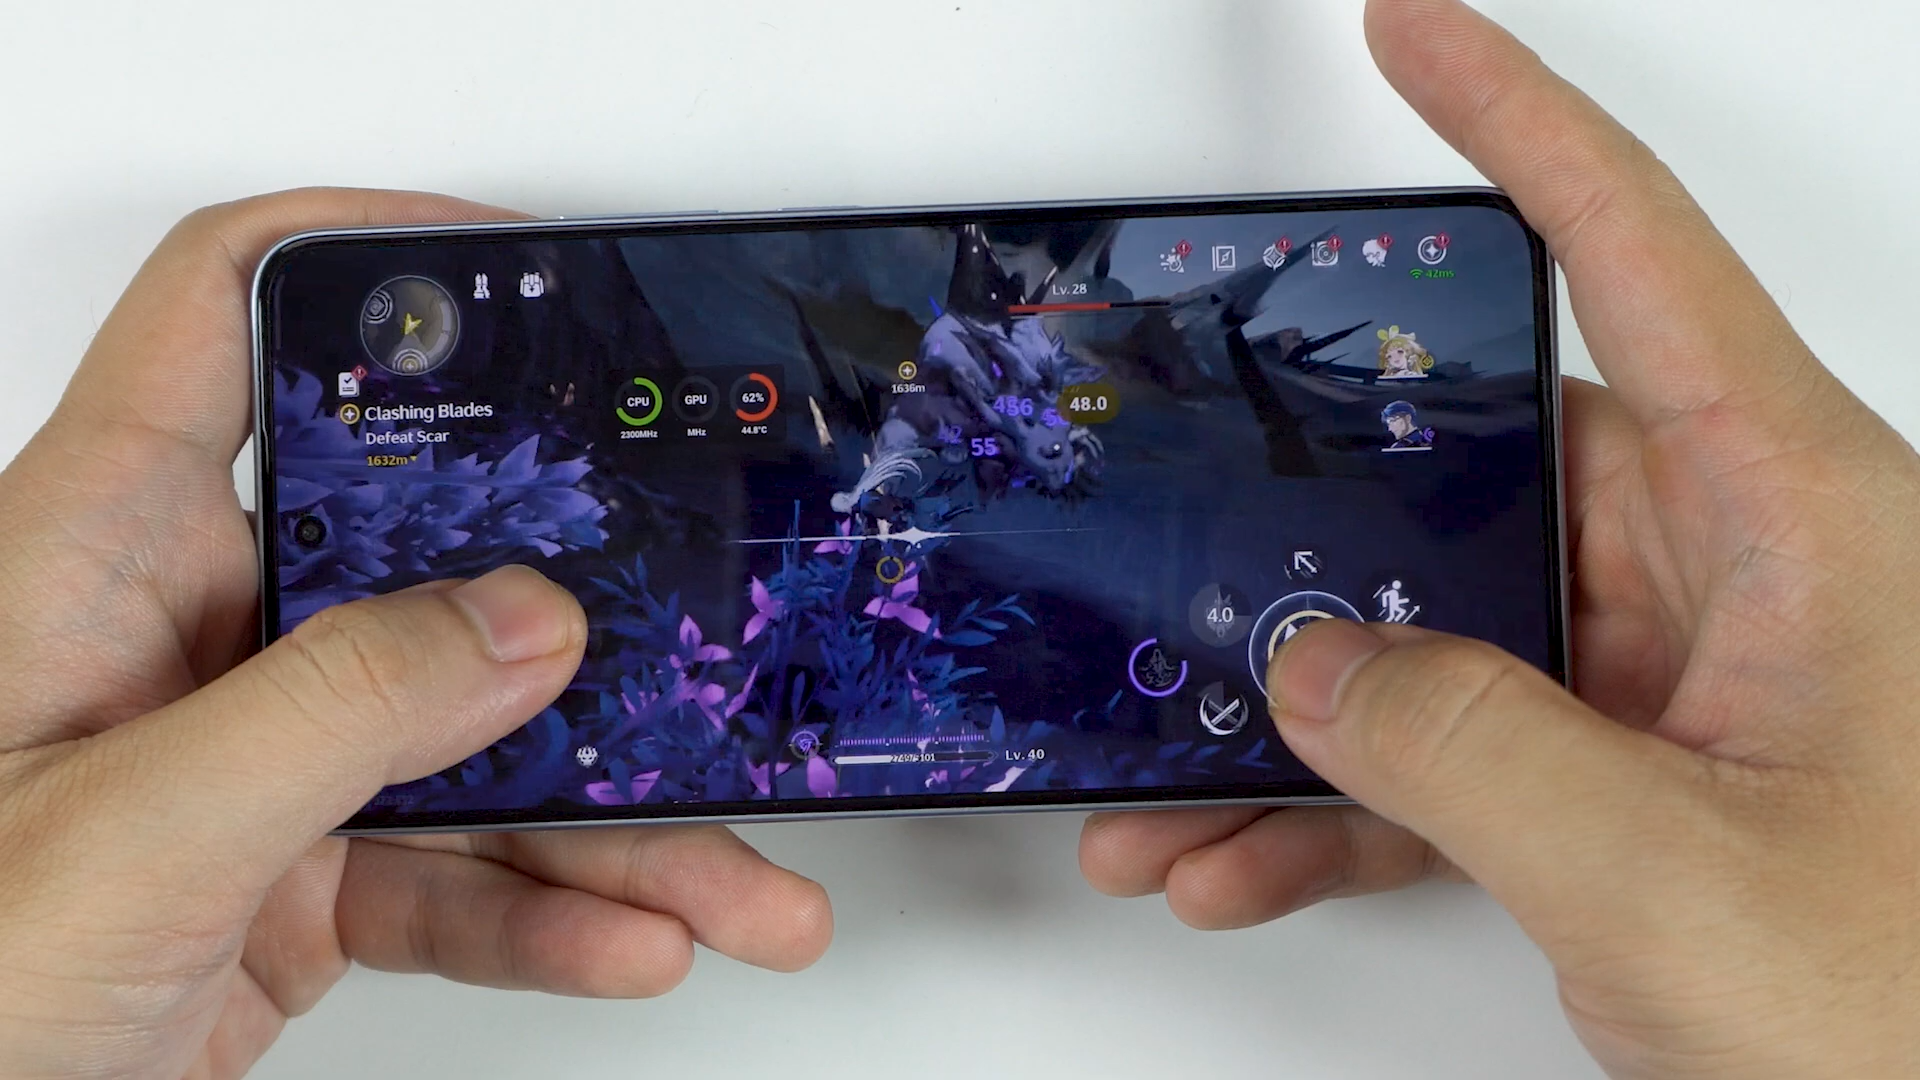 Lv. 28
42ms
Clashing Blades
Defeat Scar
1632m
CPU
GPU
62%
2300MHz
MHz
44.8°C
1636m
48.0
55
4.0
Lv. 40